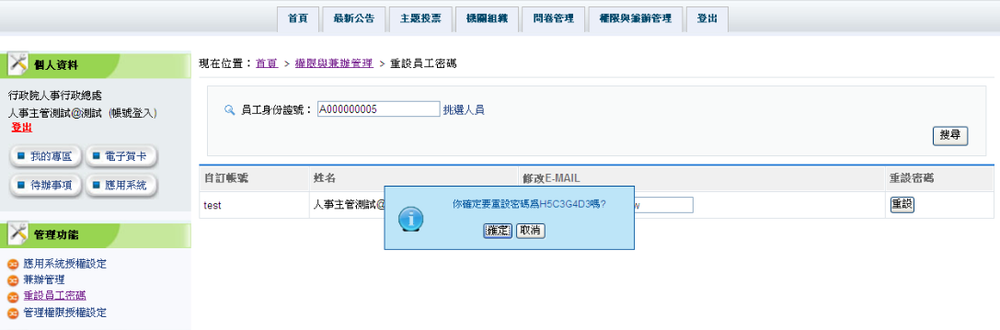 首頁 最新公告 主題投票 機關組織 問卷管理 權限與兼辦管理 登出
個人資料
行政院人事行政總處
人事主管測試@測試 (帳號登入)
登出
我的專區 電子賀卡
待辦事項 應用系統
管理功能
應用系統授權設定
兼辦管理
重設員工密碼
管理權限授權設定
現在位置：首頁 > 權限與兼辦管理 > 重設員工密碼
員工身份證號： A000000005 挑選人員
搜尋
自訂帳號 姓名 修改E-MAIL 重設密碼
test 人事主管測試@ w 重設
你確定要重設密碼為H5C3G4D3嗎?
確定 取消